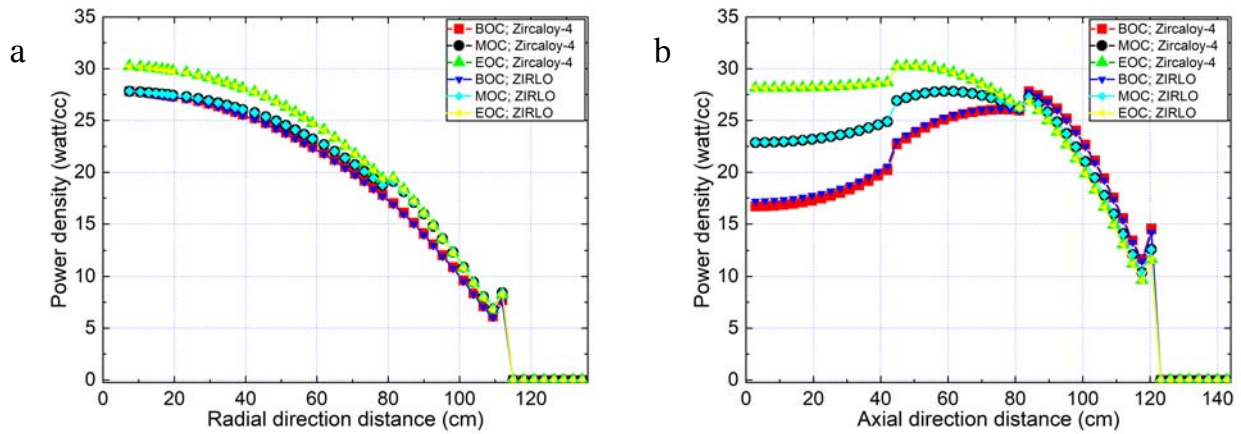 a
Power density (watt/cc)
35
30
25
20
15
10
5
0
0 20 40 60 80 100 120
Radial direction distance (cm)
BOC; Zircaloy-4
MOC; Zircaloy-4
EOC; Zircaloy-4
BOC; ZIRLO
MOC; ZIRLO
EOC; ZIRLO
b
Power density (watt/cc)
35
30
25
20
15
10
5
0
0 20 40 60 80 100 120 140
Axial direction distance (cm)
BOC; Zircaloy-4
MOC; Zircaloy-4
EOC; Zircaloy-4
BOC; ZIRLO
MOC; ZIRLO
EOC; ZIRLO